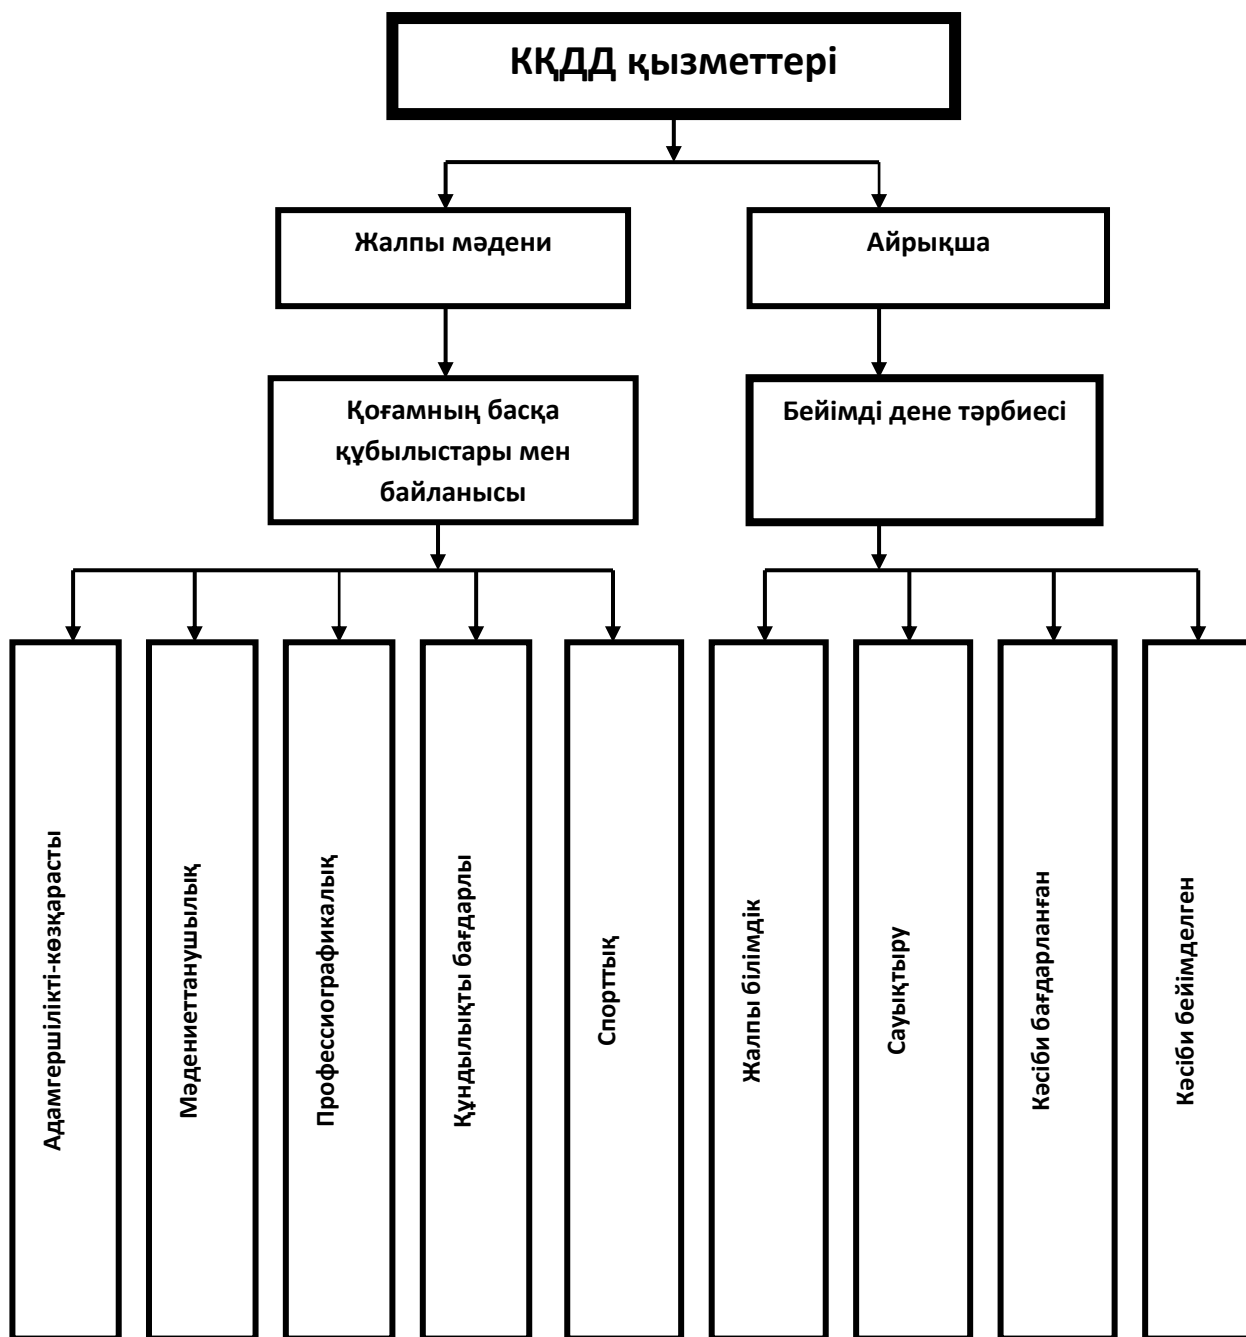 КҚДД қызметтері
Жалпы мәдени
Айрықша
Қоғамның басқа
құбылыстары мен
байланысы
Бейімді дене тәрбиесі
Адамгершілікті-көзқарасты
Мәдениеттанушылық
Профессиографикалық
Құндылықты бағдарлы
Спорттық
Жалпы білімдік
Сауықтыру
Кәсіби бағдарланған
Кәсіби бейімделген